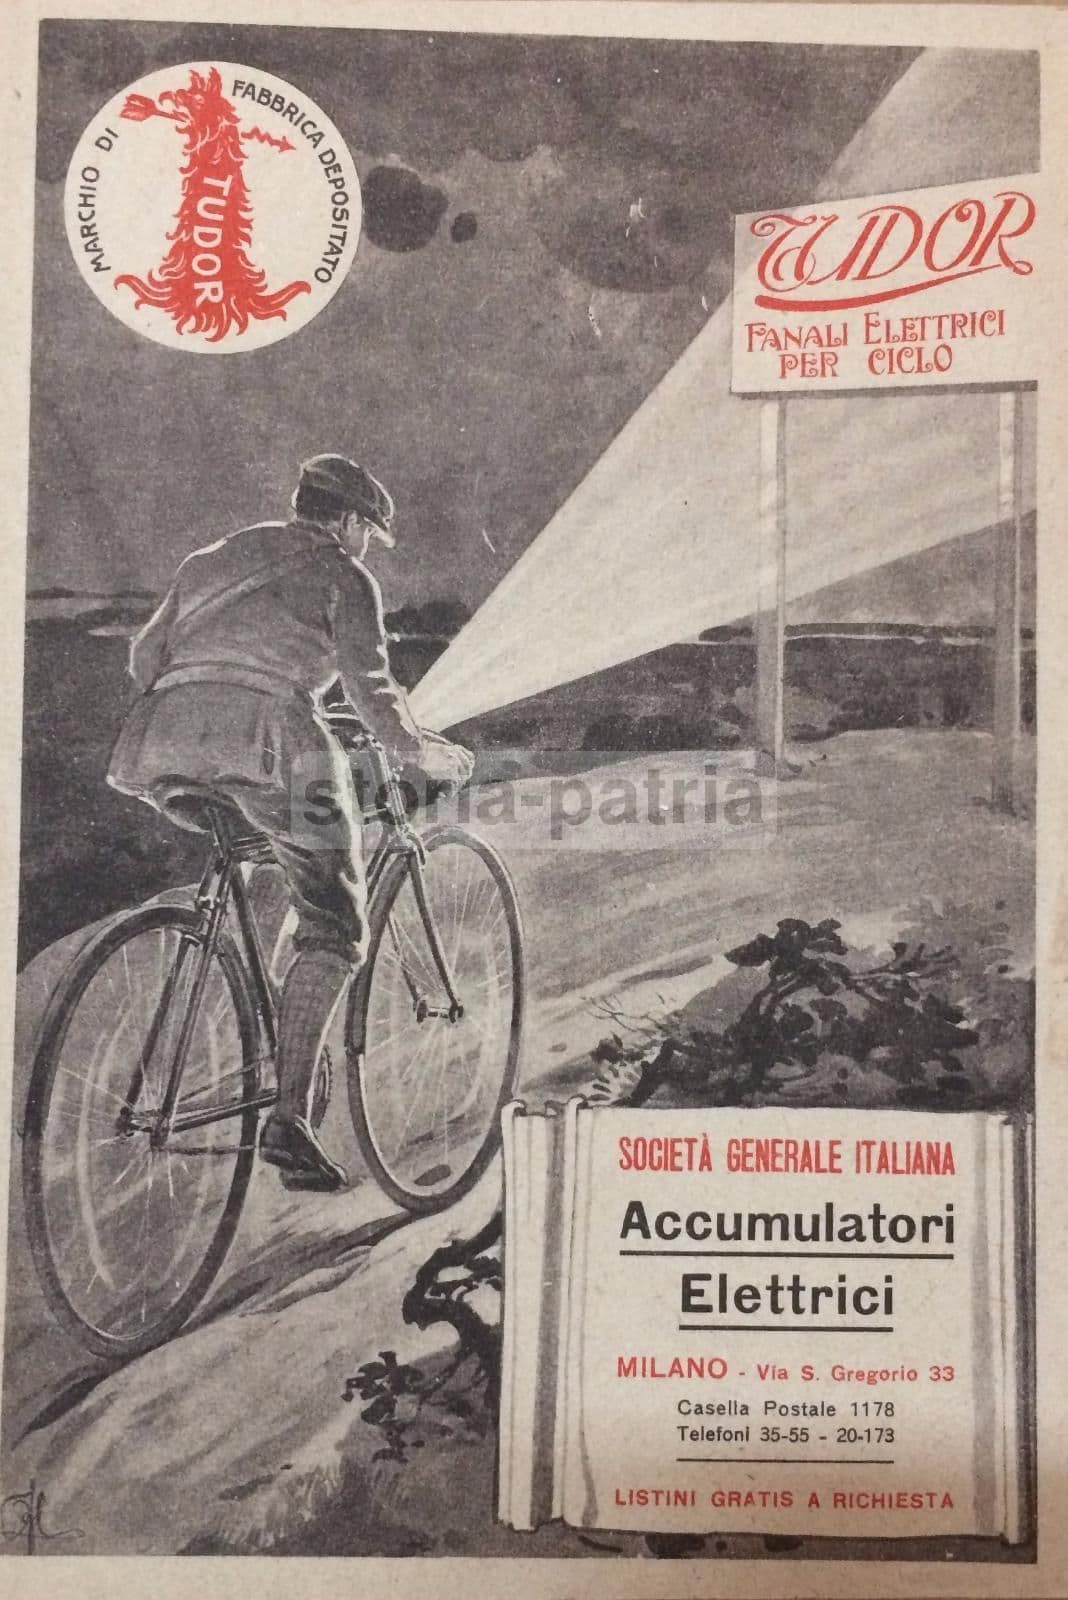 MARCHIO DI FABBRICA DEPOSITATO
TUDOR
TUDOR
FANALI ELETTRICI
PER CICLO
storia-patria
SOCIETÀ GENERALE ITALIANA
Accumulatori
Elettrici
MILANO - Via S. Gregorio 33
Casella Postale 1178
Telefoni 35-55 - 20-173
LISTINI GRATIS A RICHIESTA